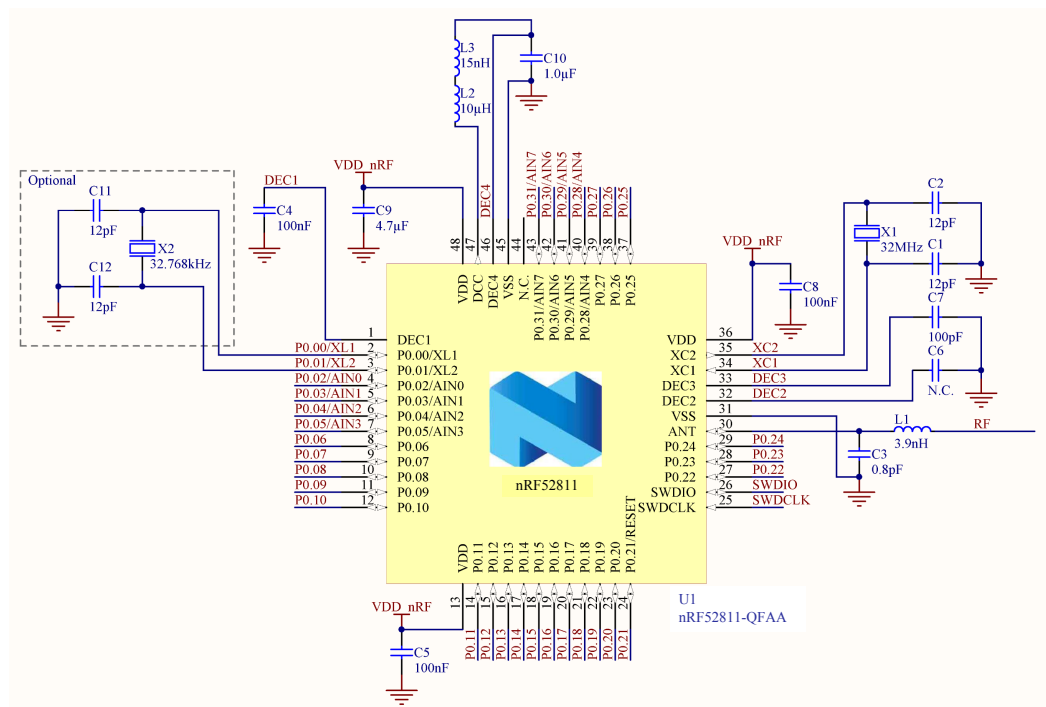 L3
15nH
C10
1.0µF
L2
10µH
VDD_nRF
DEC1
DEC4
P0.31/AIN7
P0.30/AIN6
P0.29/AIN5
P0.28/AIN4
P0.27
P0.26
P0.25
Optional
C11
12pF
X2
32.768kHz
C12
12pF
C4
100nF
C9
4.7µF
C2
12pF
X1
32MHz
C1
12pF
VDD_nRF
C8
100nF
C7
100pF
C6
N.C.
48
47
46
45
44
43
42
41
40
39
38
37
VDD
DCC
DEC4
VSS
N.C.
P0.31/AIN7
P0.30/AIN6
P0.29/AIN5
P0.28/AIN4
P0.27
P0.26
P0.25
1 DEC1
P0.00/XL1 2 P0.00/XL1
P0.01/XL2 3 P0.01/XL2
P0.02/AIN0 4 P0.02/AIN0
P0.03/AIN1 5 P0.03/AIN1
P0.04/AIN2 6 P0.04/AIN2
P0.05/AIN3 7 P0.05/AIN3
P0.06 8 P0.06
P0.07 9 P0.07
P0.08 10 P0.08
P0.09 11 P0.09
P0.10 12 P0.10
nRF52811
VDD 36
XC2 35 XC2
XC1 34 XC1
DEC3 33 DEC3
DEC2 32 DEC2
VSS 31
ANT 30
P0.24 29 P0.24
P0.23 28 P0.23
P0.22 27 P0.22
SWDIO 26 SWDIO
SWDCLK 25 SWDCLK
L1
3.9nH
RF
C3
0.8pF
VDD
P0.11
P0.12
P0.13
P0.14
P0.15
P0.16
P0.17
P0.18
P0.19
P0.20
P0.21/RESET
13
14
15
16
17
18
19
20
21
22
23
24
P0.11
P0.12
P0.13
P0.14
P0.15
P0.16
P0.17
P0.18
P0.19
P0.20
P0.21
VDD_nRF
C5
100nF
U1
nRF52811-QFAA